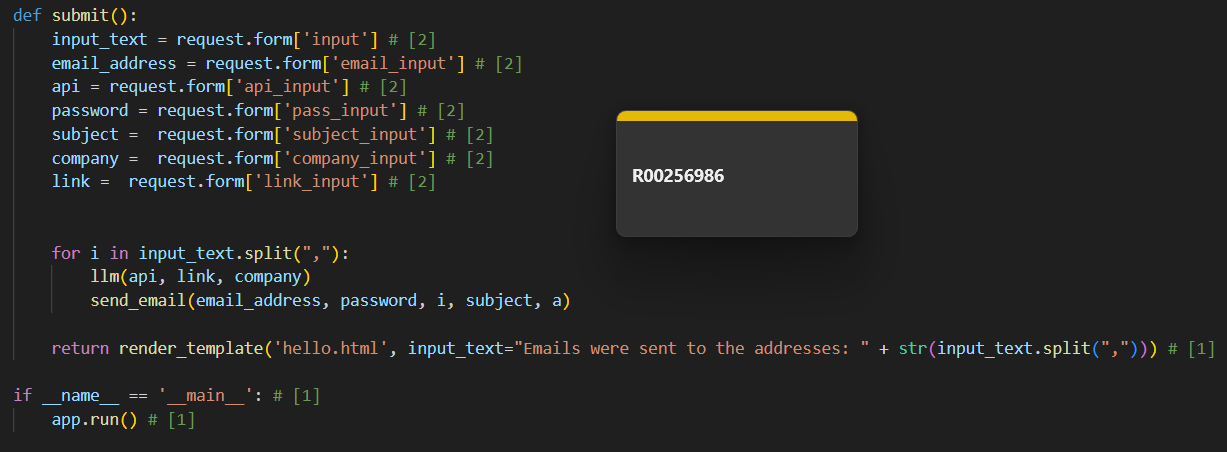 def submit():
    input_text = request.form['input'] # [2]
    email_address = request.form['email_input'] # [2]
    api = request.form['api_input'] # [2]
    password = request.form['pass_input'] # [2]
    subject =  request.form['subject_input'] # [2]
    company =  request.form['company_input'] # [2]
    link =  request.form['link_input'] # [2]
R00256986
    for i in input_text.split(","):
        llm(api, link, company)
        send_email(email_address, password, i, subject, a)
    return render_template('hello.html', input_text="Emails were sent to the addresses: " + str(input_text.split(","))) # [1]
if __name__ == '__main__': # [1]
    app.run() # [1]